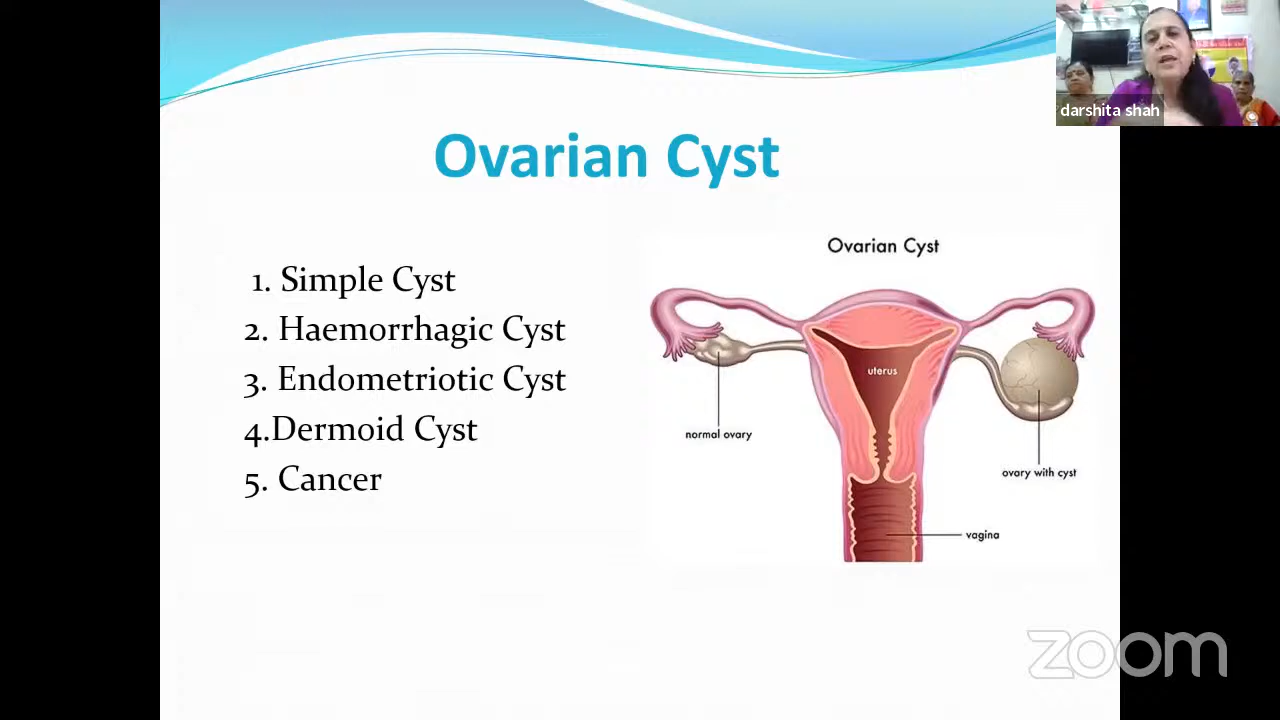 darshita shah
Ovarian Cyst
1. Simple Cyst
2. Haemorrhagic Cyst
3. Endometriotic Cyst
4.Dermoid Cyst
5. Cancer
Ovarian Cyst
uterus
normal ovary
ovary with cyst
vagina
zoom